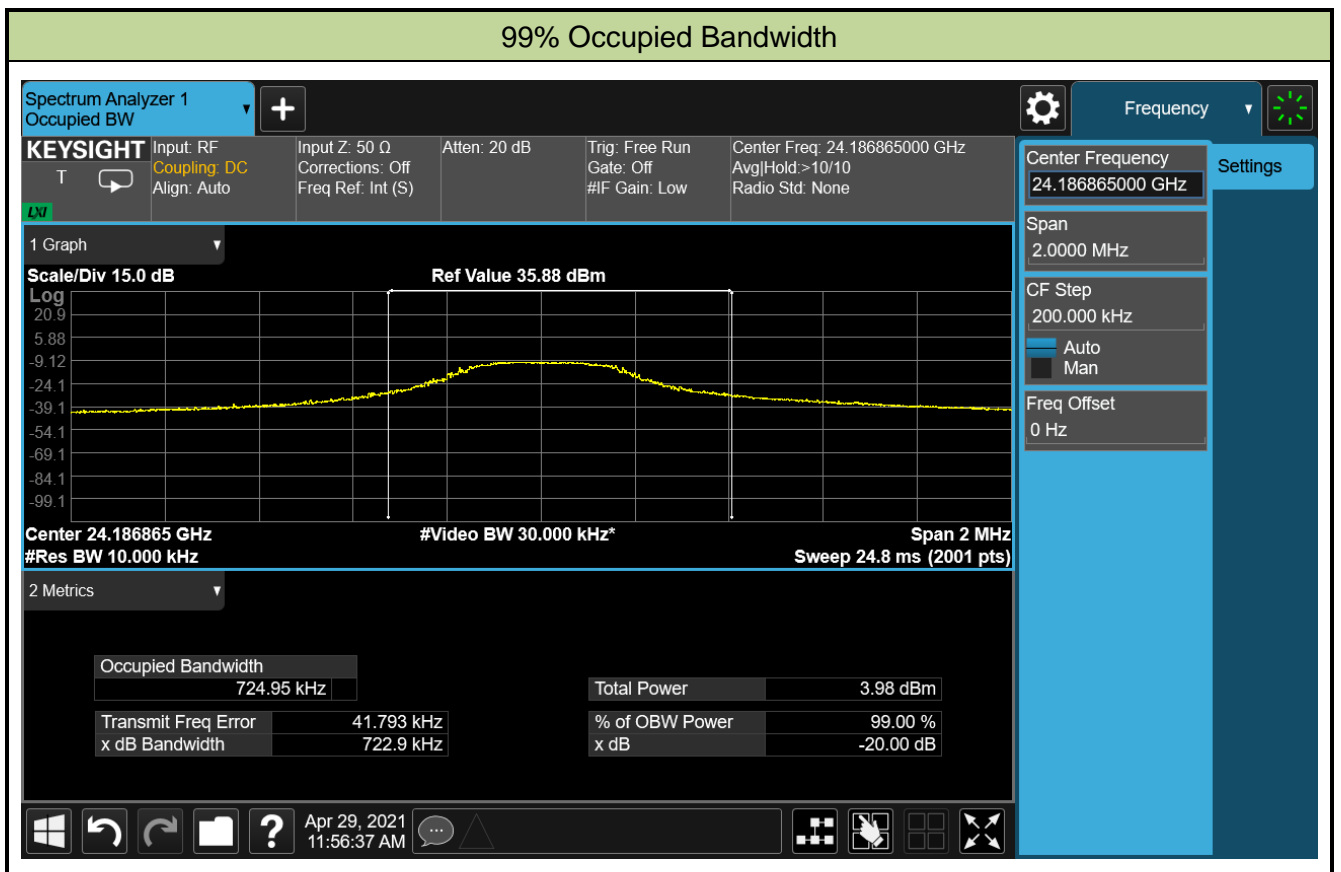 99% Occupied Bandwidth
Spectrum Analyzer 1
Occupied BW
Frequency
KEYSIGHT
T
LXI
Input: RF
Coupling: DC
Align: Auto
Input Z: 50 Ω
Corrections: Off
Freq Ref: Int (S)
Atten: 20 dB
Trig: Free Run
Gate: Off
#IF Gain: Low
Center Freq: 24.186865000 GHz
Avg|Hold:>10/10
Radio Std: None
Center Frequency
24.186865000 GHz
Settings
Span
2.0000 MHz
CF Step
200.000 kHz
Auto
Man
Freq Offset
0 Hz
1 Graph
Scale/Div 15.0 dB
Ref Value 35.88 dBm
Log
20.9
5.88
-9.12
-24.1
-39.1
-54.1
-69.1
-84.1
-99.1
Center 24.186865 GHz
#Video BW 30.000 kHz*
Span 2 MHz
#Res BW 10.000 kHz
Sweep 24.8 ms (2001 pts)
2 Metrics
Occupied Bandwidth
724.95 kHz
Total Power 3.98 dBm
Transmit Freq Error 41.793 kHz
% of OBW Power 99.00 %
x dB Bandwidth 722.9 kHz
x dB -20.00 dB
?
Apr 29, 2021
11:56:37 AM